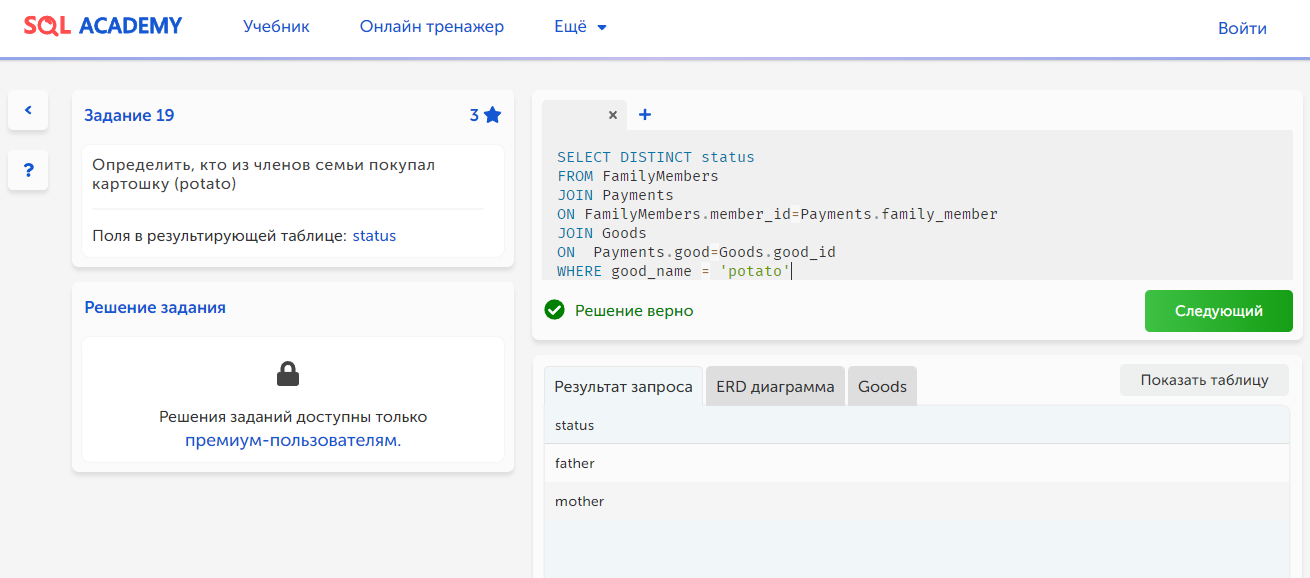 SQL ACADEMY
Учебник
Онлайн тренажер
Ещё
Войти
Задание 19
3
Определить, кто из членов семьи покупал
картошку (potato)
Поля в результирующей таблице: status
?
Решение задания
Решения заданий доступны только
премиум-пользователям.
× +
SELECT DISTINCT status
FROM FamilyMembers
JOIN Payments
ON FamilyMembers.member_id=Payments.family_member
JOIN Goods
ON  Payments.good=Goods.good_id
WHERE good_name = 'potato'
Решение верно
Следующий
Результат запроса
ERD диаграмма
Goods
Показать таблицу
status
father
mother